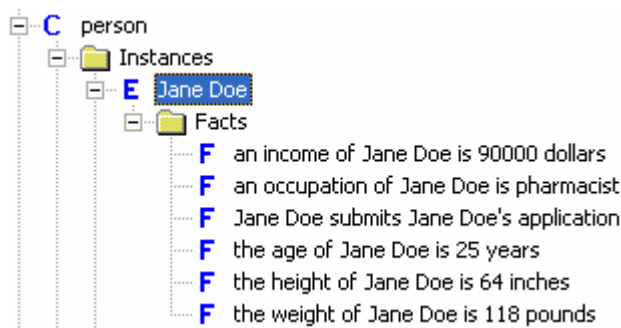 C person
Instances
E Jane Doe
Facts
F an income of Jane Doe is 90000 dollars
F an occupation of Jane Doe is pharmacist
F Jane Doe submits Jane Doe's application
F the age of Jane Doe is 25 years
F the height of Jane Doe is 64 inches
F the weight of Jane Doe is 118 pounds